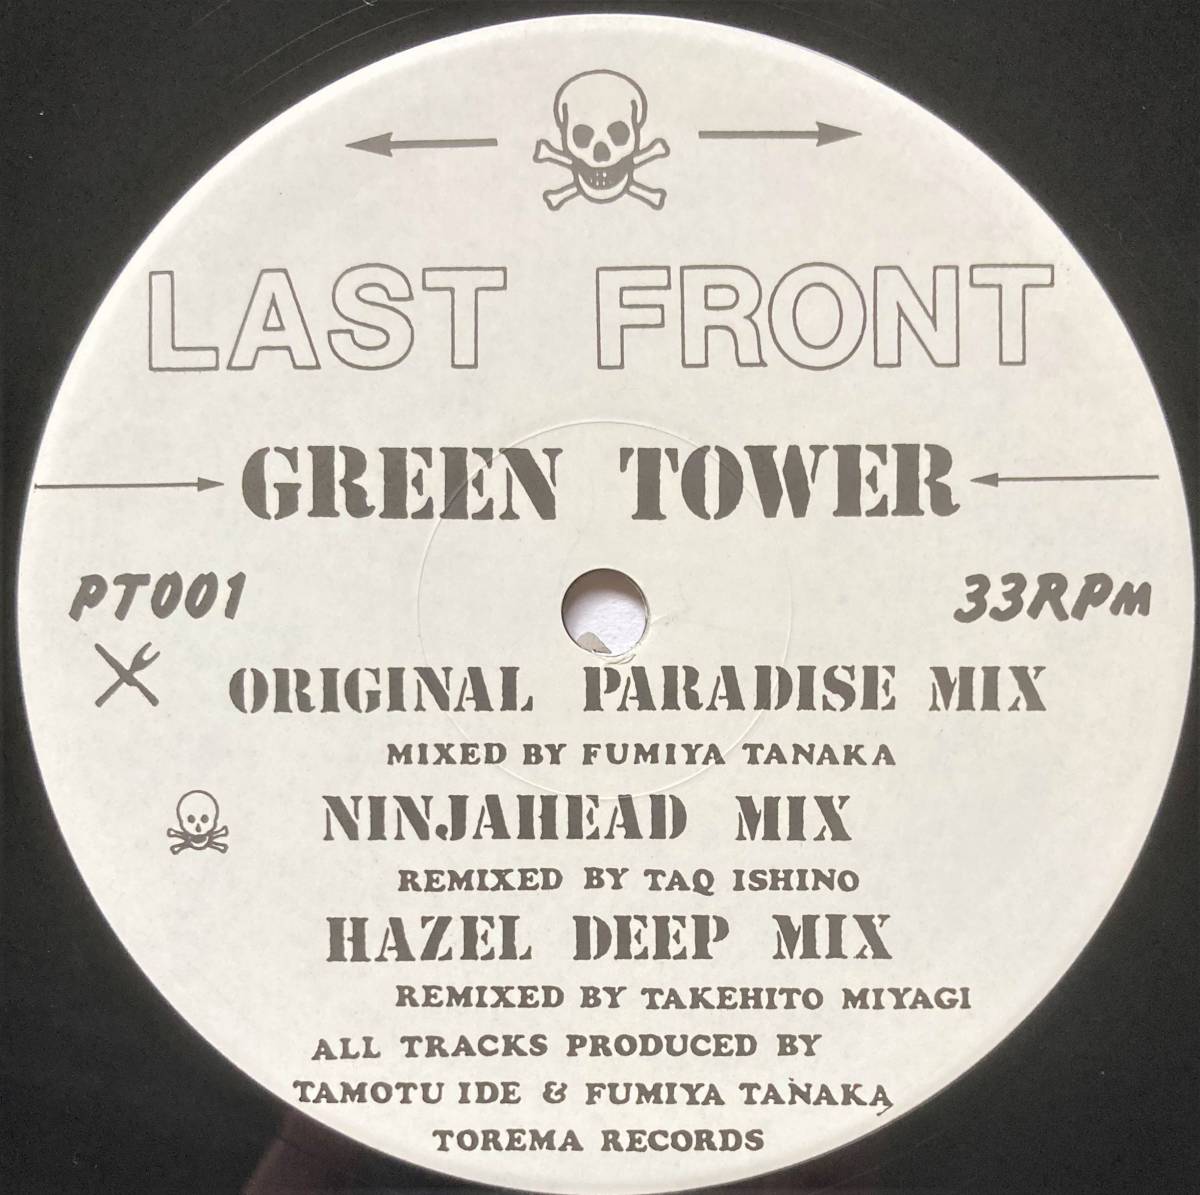 LAST FRONT
GREEN TOWER
PT001 33RPM
ORIGINAL PARADISE MIX
MIXED BY FUMIYA TANAKA
NINJAHEAD MIX
REMIXED BY TAQ ISHINO
HAZEL DEEP MIX
REMIXED BY TAKEHITO MIYAGI
ALL TRACKS PRODUCED BY
TAMOTU IDE & FUMIYA TANAKA
TOREMA RECORDS